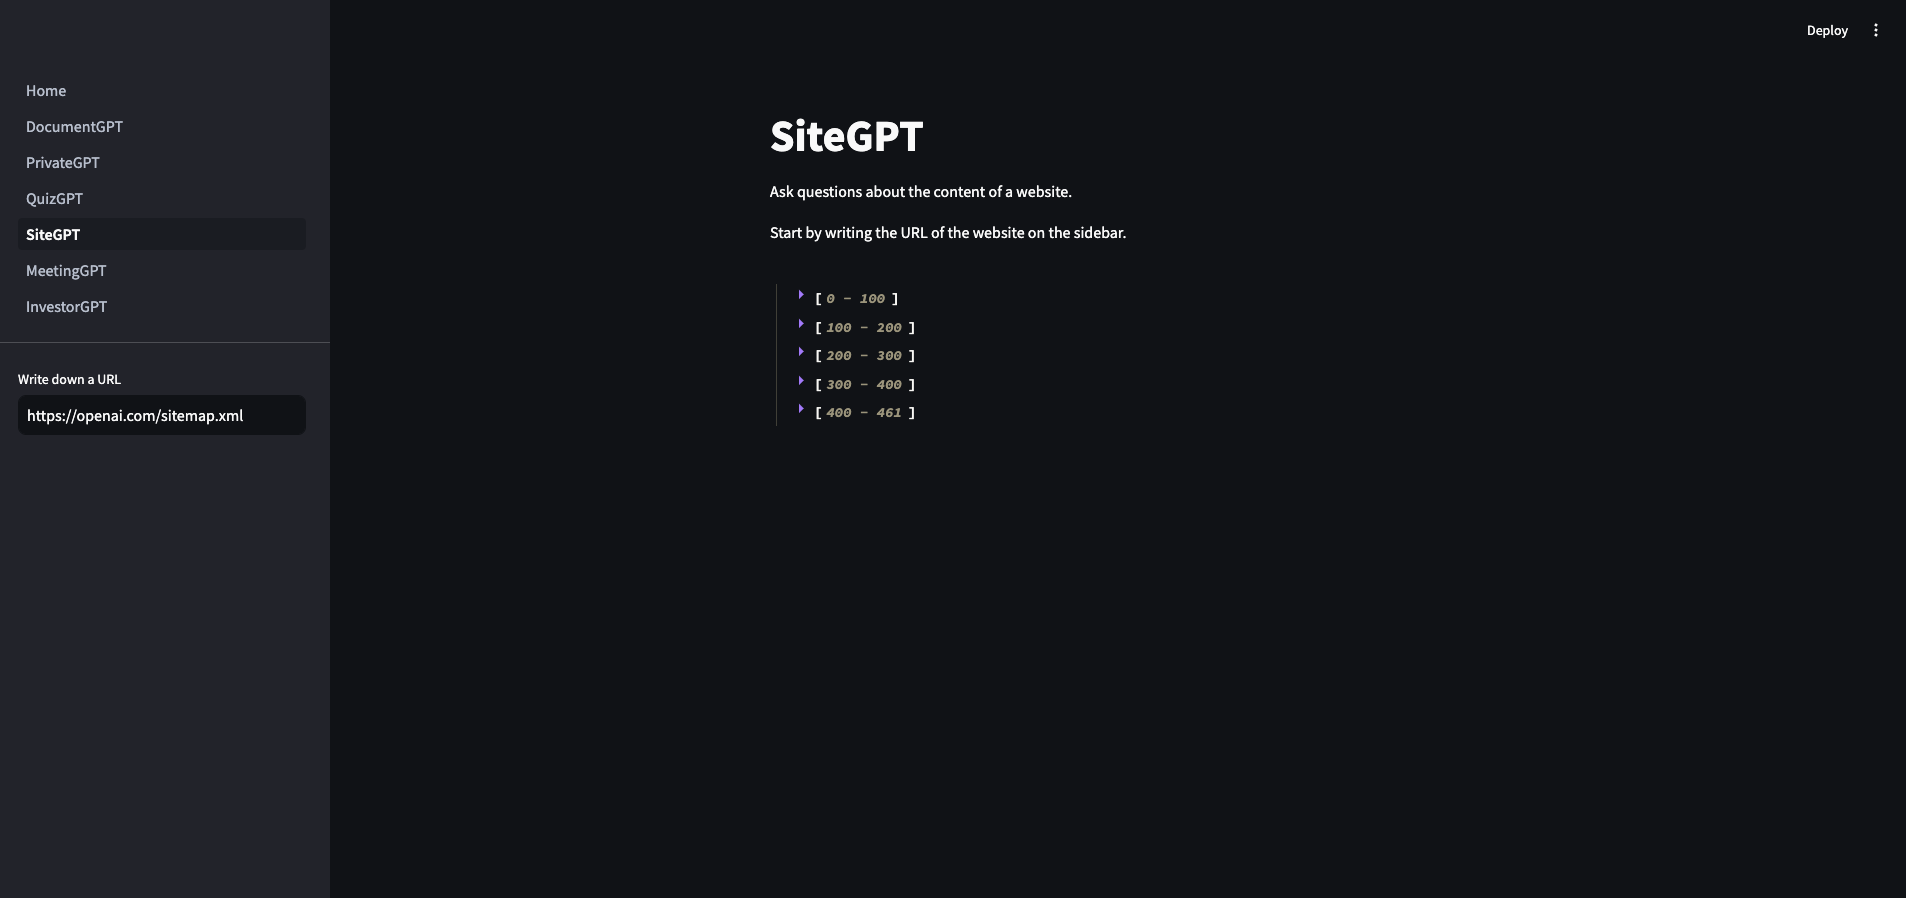 Deploy
Home
DocumentGPT
PrivateGPT
QuizGPT
SiteGPT
MeetingGPT
InvestorGPT
Write down a URL
https://openai.com/sitemap.xml
SiteGPT
Ask questions about the content of a website.
Start by writing the URL of the website on the sidebar.
[ 0 – 100 ]
[ 100 – 200 ]
[ 200 – 300 ]
[ 300 – 400 ]
[ 400 – 461 ]